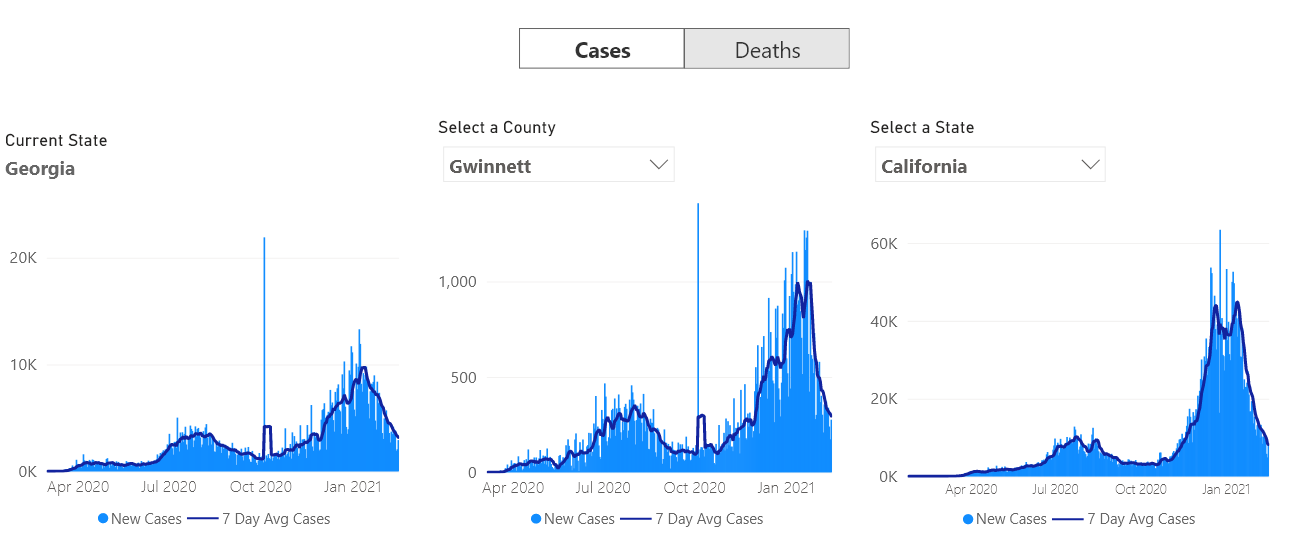 Cases Deaths
Current State
Georgia
20K
10K
0K
Apr 2020 Jul 2020 Oct 2020 Jan 2021
New Cases 7 Day Avg Cases
Select a County
Gwinnett
1,000
500
0
Apr 2020 Jul 2020 Oct 2020 Jan 2021
New Cases 7 Day Avg Cases
Select a State
California
60K
40K
20K
0K
Apr 2020 Jul 2020 Oct 2020 Jan 2021
New Cases 7 Day Avg Cases